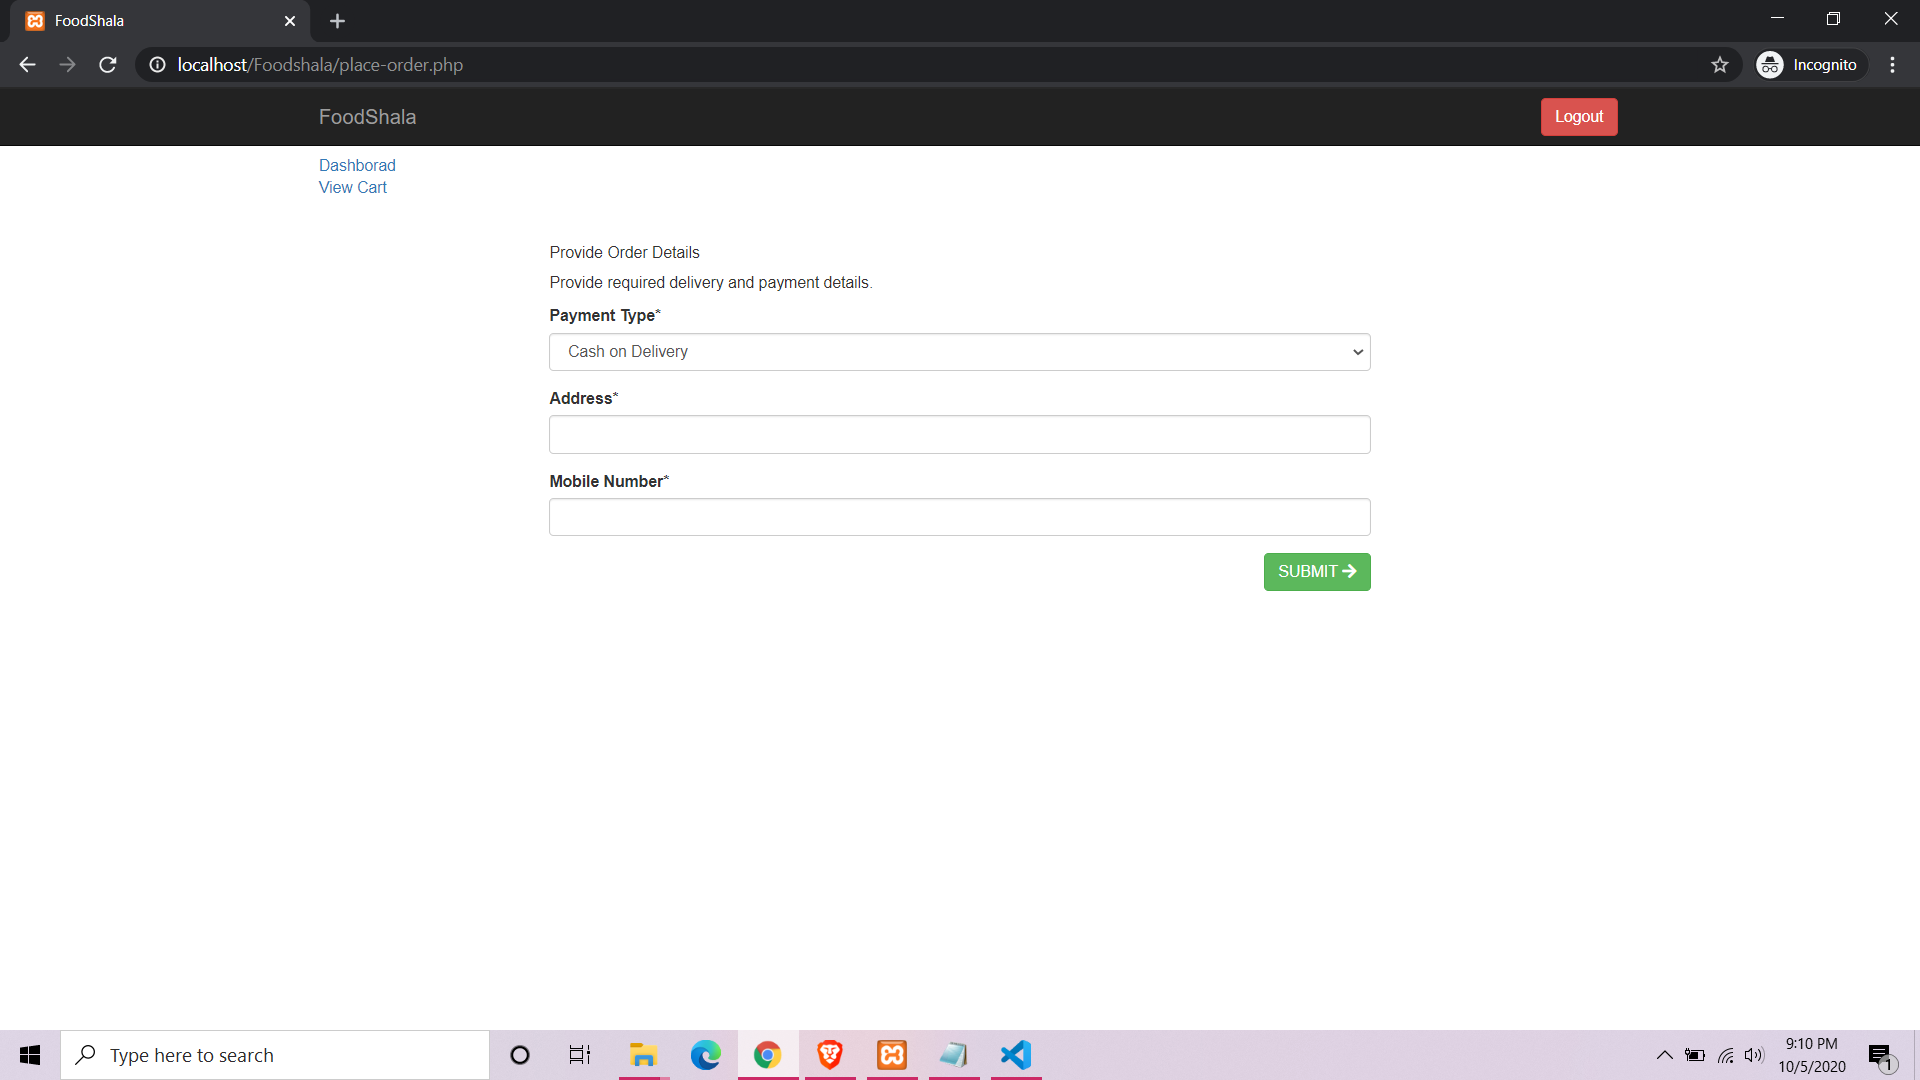 FoodShala
localhost/Foodshala/place-order.php
Incognito
FoodShala
Logout
Dashborad
View Cart
Provide Order Details
Provide required delivery and payment details.
Payment Type*
Cash on Delivery
Address*
Mobile Number*
SUBMIT
Type here to search
9:10 PM
10/5/2020
1